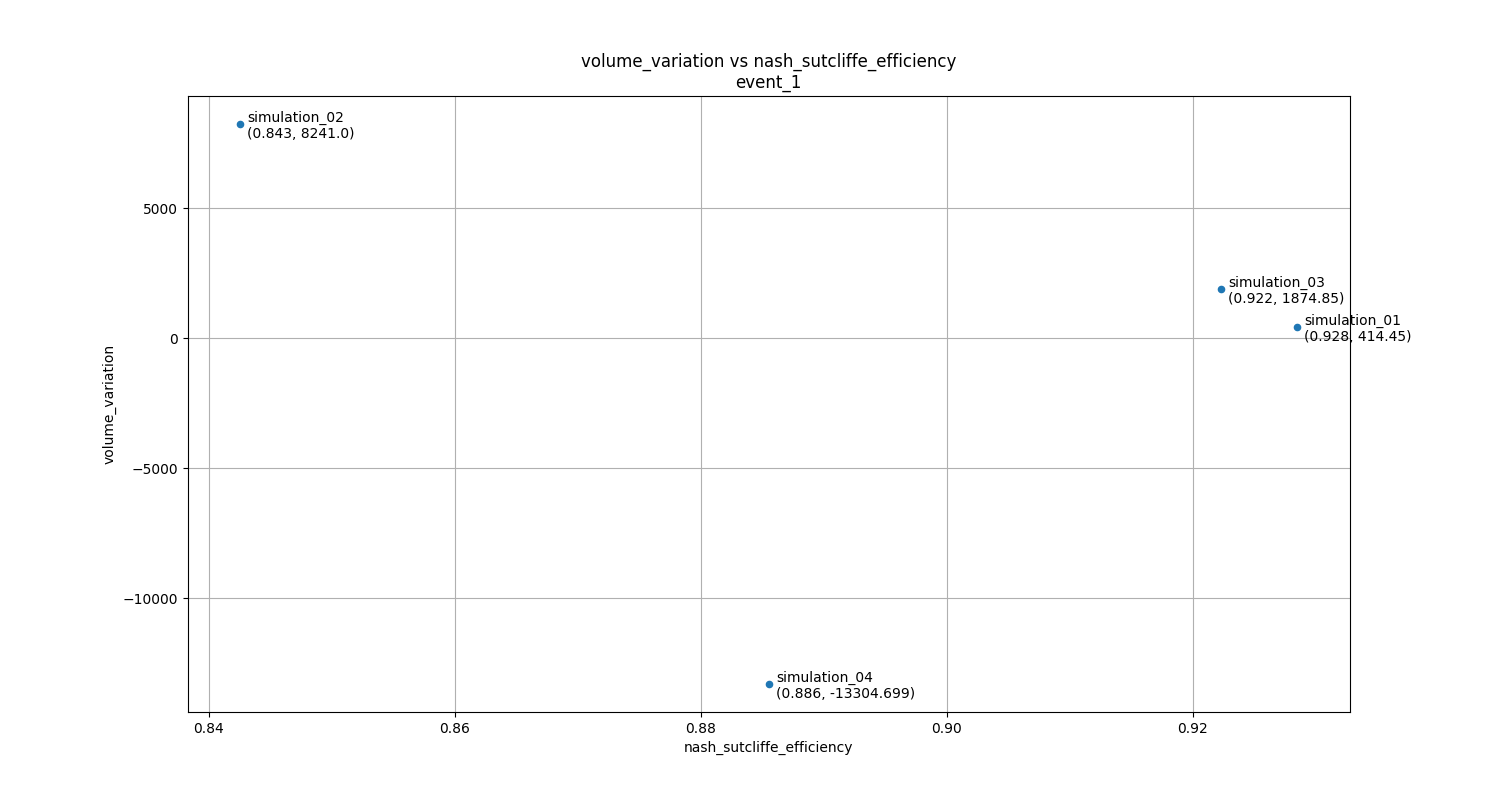 volume_variation vs nash_sutcliffe_efficiency
event_1
simulation_02
(0.843, 8241.0)
5000
simulation_03
(0.922, 1874.85)
simulation_01
(0.928, 414.45)
0
volume_variation
−5000
−10000
simulation_04
(0.886, -13304.699)
0.84
0.86
0.88
0.90
0.92
nash_sutcliffe_efficiency